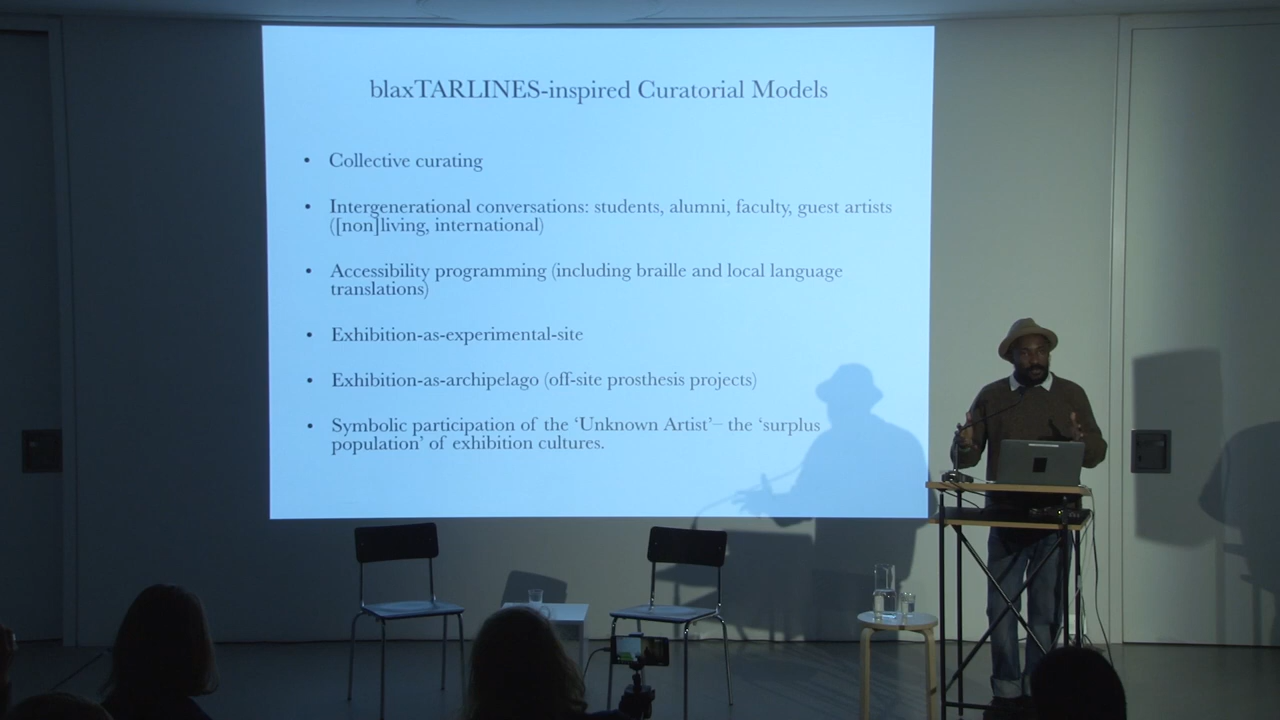 blaxTARLINES-inspired Curatorial Models
• Collective curating
• Intergenerational conversations: students, alumni, faculty, guest artists
([non]living, international)
• Accessibility programming (including braille and local language
translations)
• Exhibition-as-experimental-site
• Exhibition-as-archipelago (off-site prosthesis projects)
• Symbolic participation of the ‘Unknown Artist’– the ‘surplus
population’ of exhibition cultures.